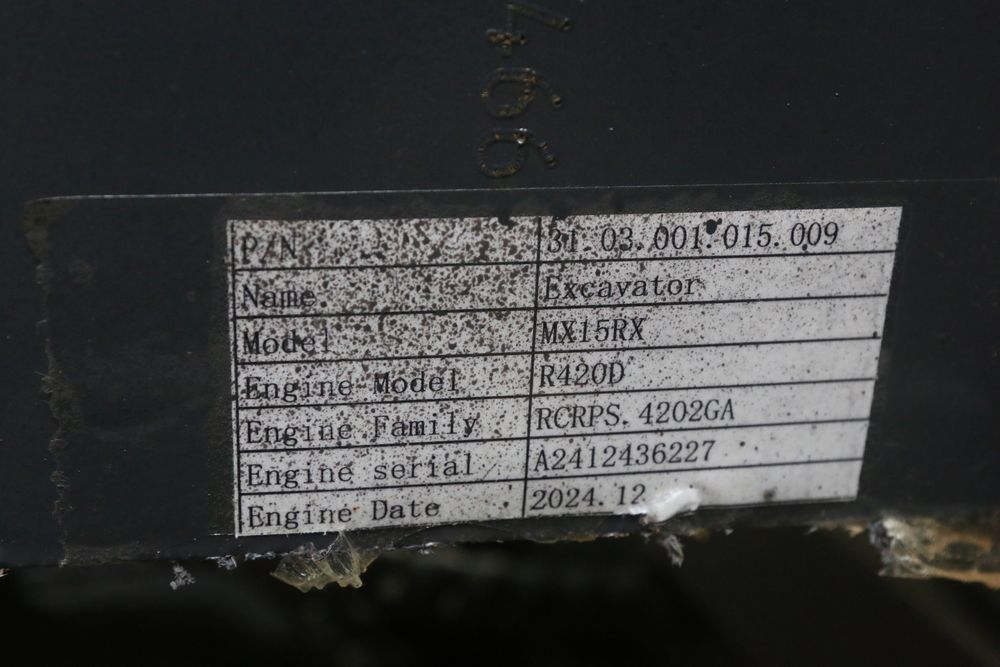 7466
P/N 31.03.001.015.009
Name Excavator
Model MX15RX
Engine Model R420D
Engine Family RCRPS.4202GA
Engine serial A2412436227
Engine Date 2024.12